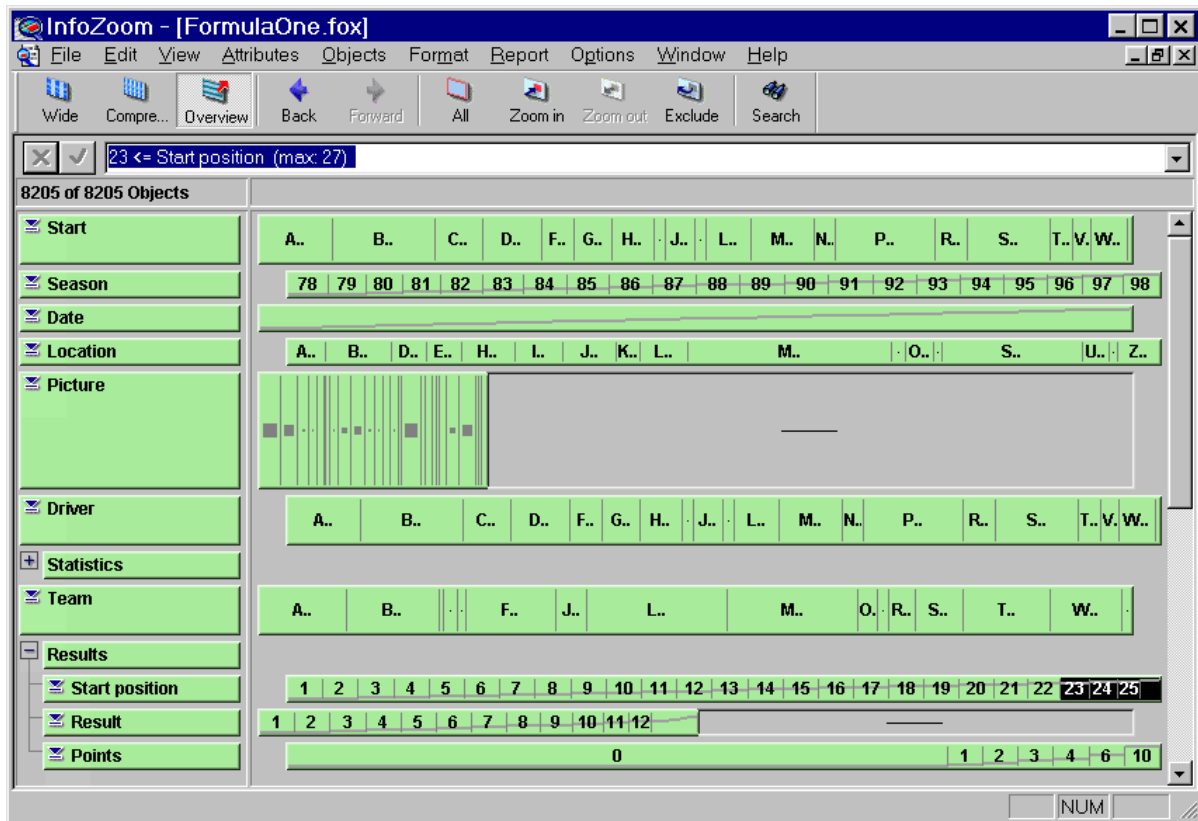 InfoZoom - [FormulaOne.fox]
File Edit View Attributes Objects Format Report Options Window Help
Wide Compre... Overview Back Forward All Zoom in Zoom out Exclude Search
23 <= Start position (max: 27)
8205 of 8205 Objects
Start A.. B.. C.. D.. F.. G.. H.. J.. L.. M.. N.. P.. R.. S.. T.. V. W..
Season 78 79 80 81 82 83 84 85 86 87 88 89 90 91 92 93 94 95 96 97 98
Date
Location A.. B.. D.. E.. H.. I.. J.. K.. L.. M.. O.. S.. U.. Z..
Picture
Driver A.. B.. C.. D.. F.. G.. H.. J.. L.. M.. N.. P.. R.. S.. T.. V. W..
Statistics
Team A.. B.. F.. J.. L.. M.. O. R.. S.. T.. W..
Results
Start position 1 2 3 4 5 6 7 8 9 10 11 12 13 14 15 16 17 18 19 20 21 22 23 24 25
Result 1 2 3 4 5 6 7 8 9 10 11 12
Points 0 1 2 3 4 6 10
NUM